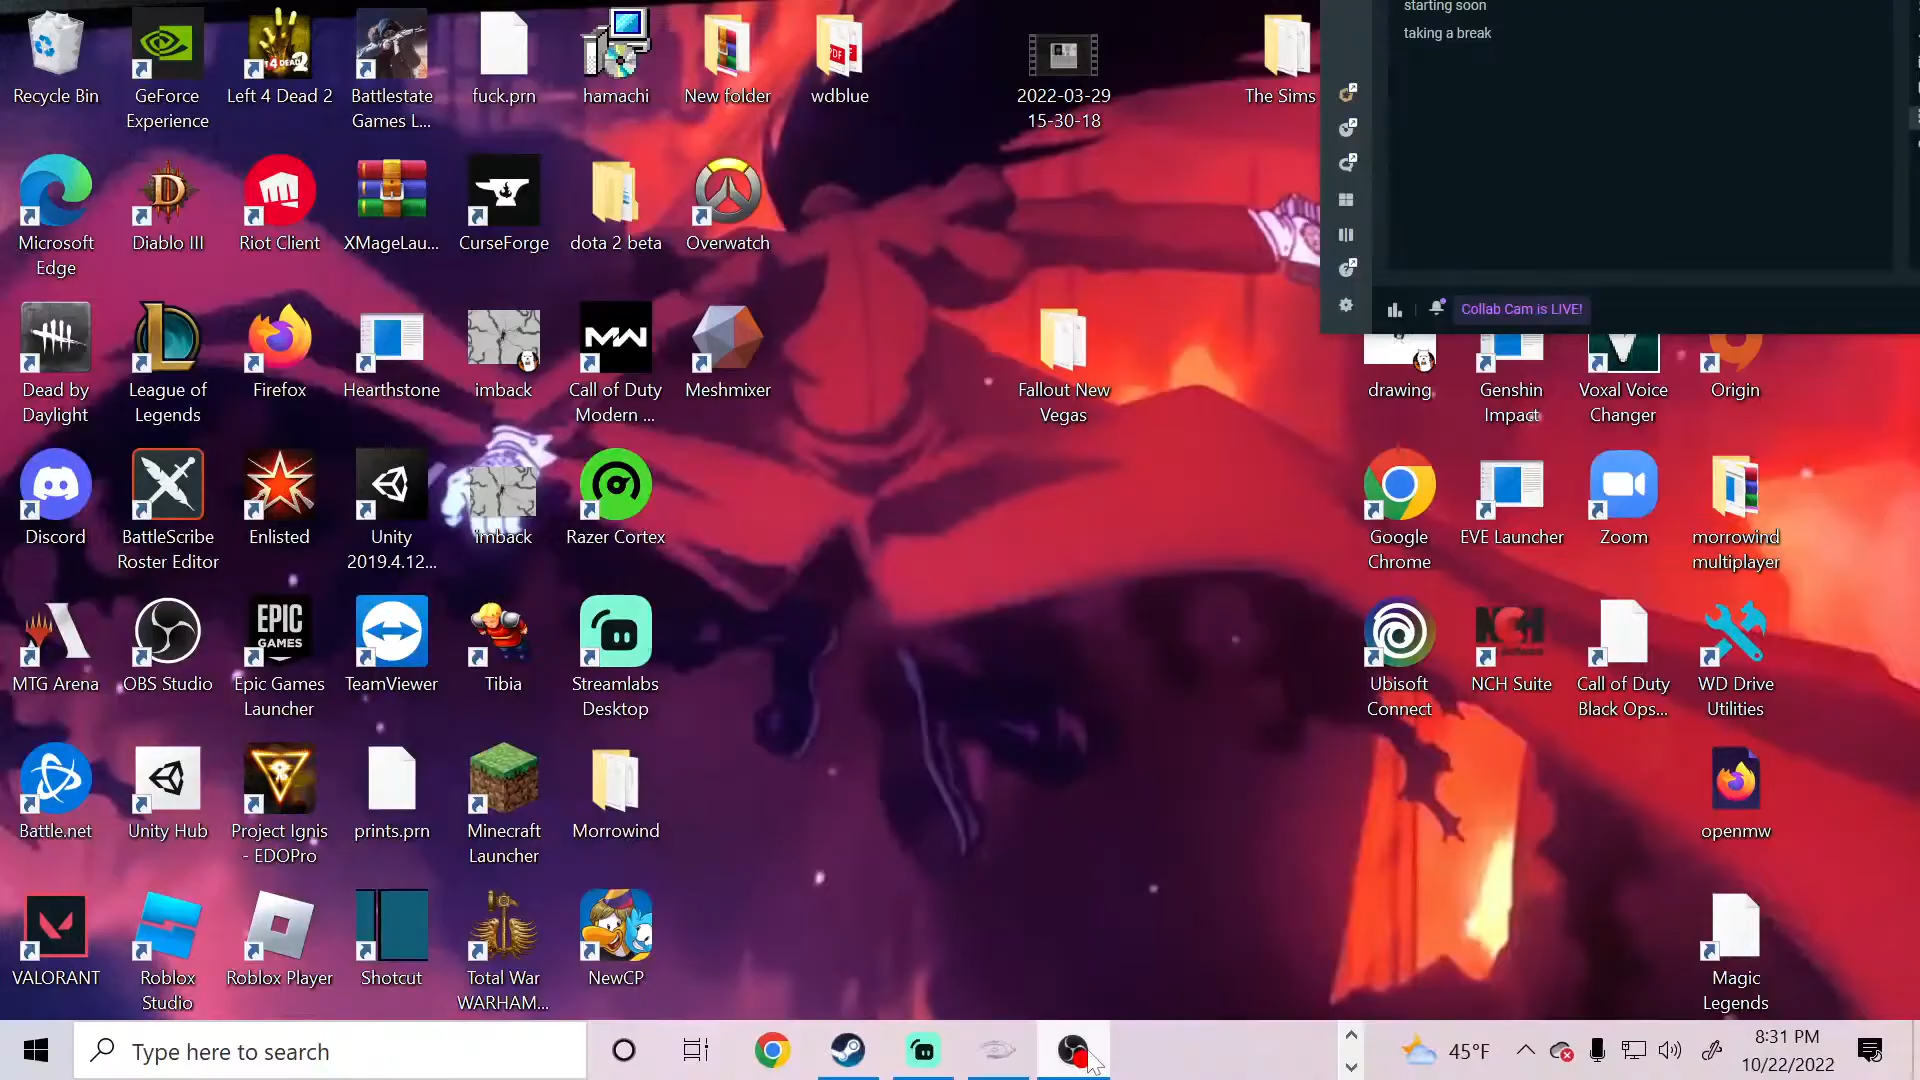 Recycle Bin
GeForce
Experience
Left 4 Dead 2
Battlestate
Games L...
fuck.prn
hamachi
New folder
wdblue
2022-03-29
15-30-18
The Sims
starting soon
taking a break
Collab Cam is LIVE!
Microsoft
Edge
Diablo III
Riot Client
XMageLau...
CurseForge
dota 2 beta
Overwatch
Dead by
Daylight
League of
Legends
Firefox
Hearthstone
imback
Call of Duty
Modern ...
Meshmixer
Fallout New
Vegas
drawing
Genshin
Impact
Voxal Voice
Changer
Origin
Discord
BattleScribe
Roster Editor
Enlisted
Unity
2019.4.12...
imback
Razer Cortex
Google
Chrome
EVE Launcher
Zoom
morrowind
multiplayer
MTG Arena
OBS Studio
EPIC
GAMES
Epic Games
Launcher
TeamViewer
Tibia
Streamlabs
Desktop
Ubisoft
Connect
NCH
NCH Suite
Call of Duty
Black Ops...
WD Drive
Utilities
Battle.net
Unity Hub
Project Ignis
- EDOPro
prints.prn
Minecraft
Launcher
Morrowind
openmw
VALORANT
Roblox
Studio
Roblox Player
Shotcut
Total War
WARHAM...
NewCP
Magic
Legends
Type here to search
45°F
8:31 PM
10/22/2022